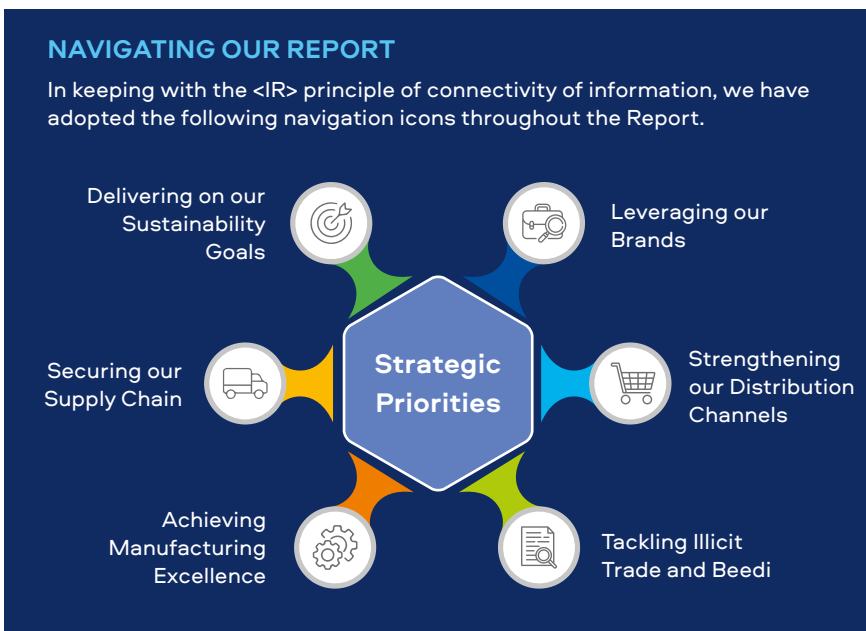 NAVIGATING OUR REPORT
In keeping with the <IR> principle of connectivity of information, we have
adopted the following navigation icons throughout the Report.
Delivering on our
Sustainability
Goals
Leveraging our
Brands
Securing our
Supply Chain
Strategic
Priorities
Strengthening
our Distribution
Channels
Achieving
Manufacturing
Excellence
Tackling Illicit
Trade and Beedi